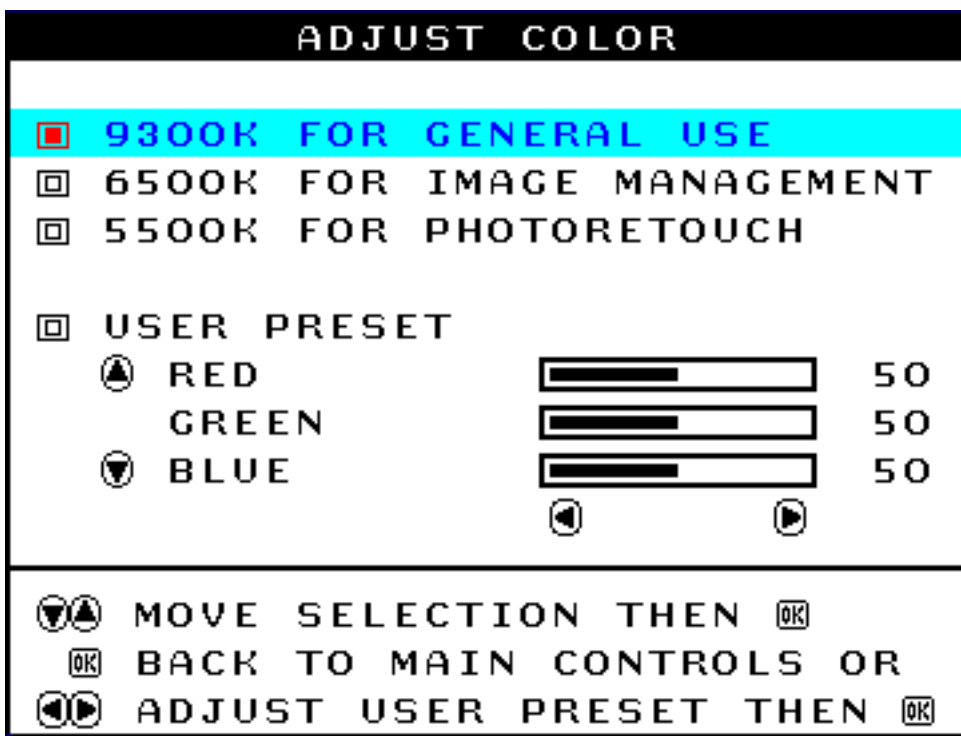 ADJUST COLOR
9300K FOR GENERAL USE
6500K FOR IMAGE MANAGEMENT
5500K FOR PHOTORETOUCH
USER PRESET
RED 50
GREEN 50
BLUE 50
MOVE SELECTION THEN OK
OK BACK TO MAIN CONTROLS OR
ADJUST USER PRESET THEN OK